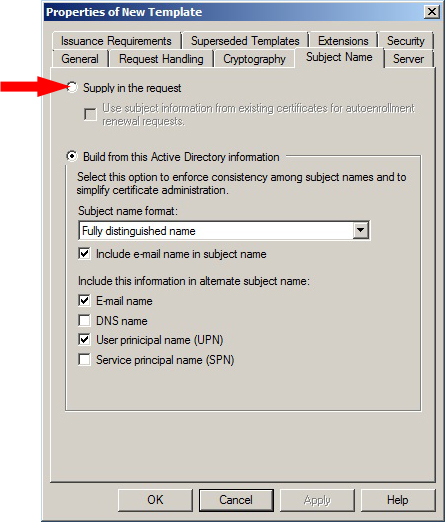 Properties of New Template
Issuance Requirements Superseded Templates Extensions Security
General Request Handling Cryptography Subject Name Server
Supply in the request
Use subject information from existing certificates for autoenrollment
renewal requests.
Build from this Active Directory information
Select this option to enforce consistency among subject names and to
simplify certificate administration.
Subject name format:
Fully distinguished name
Include e-mail name in subject name
Include this information in alternate subject name:
E-mail name
DNS name
User prinicipal name (UPN)
Service prinicipal name (SPN)
OK Cancel Apply Help